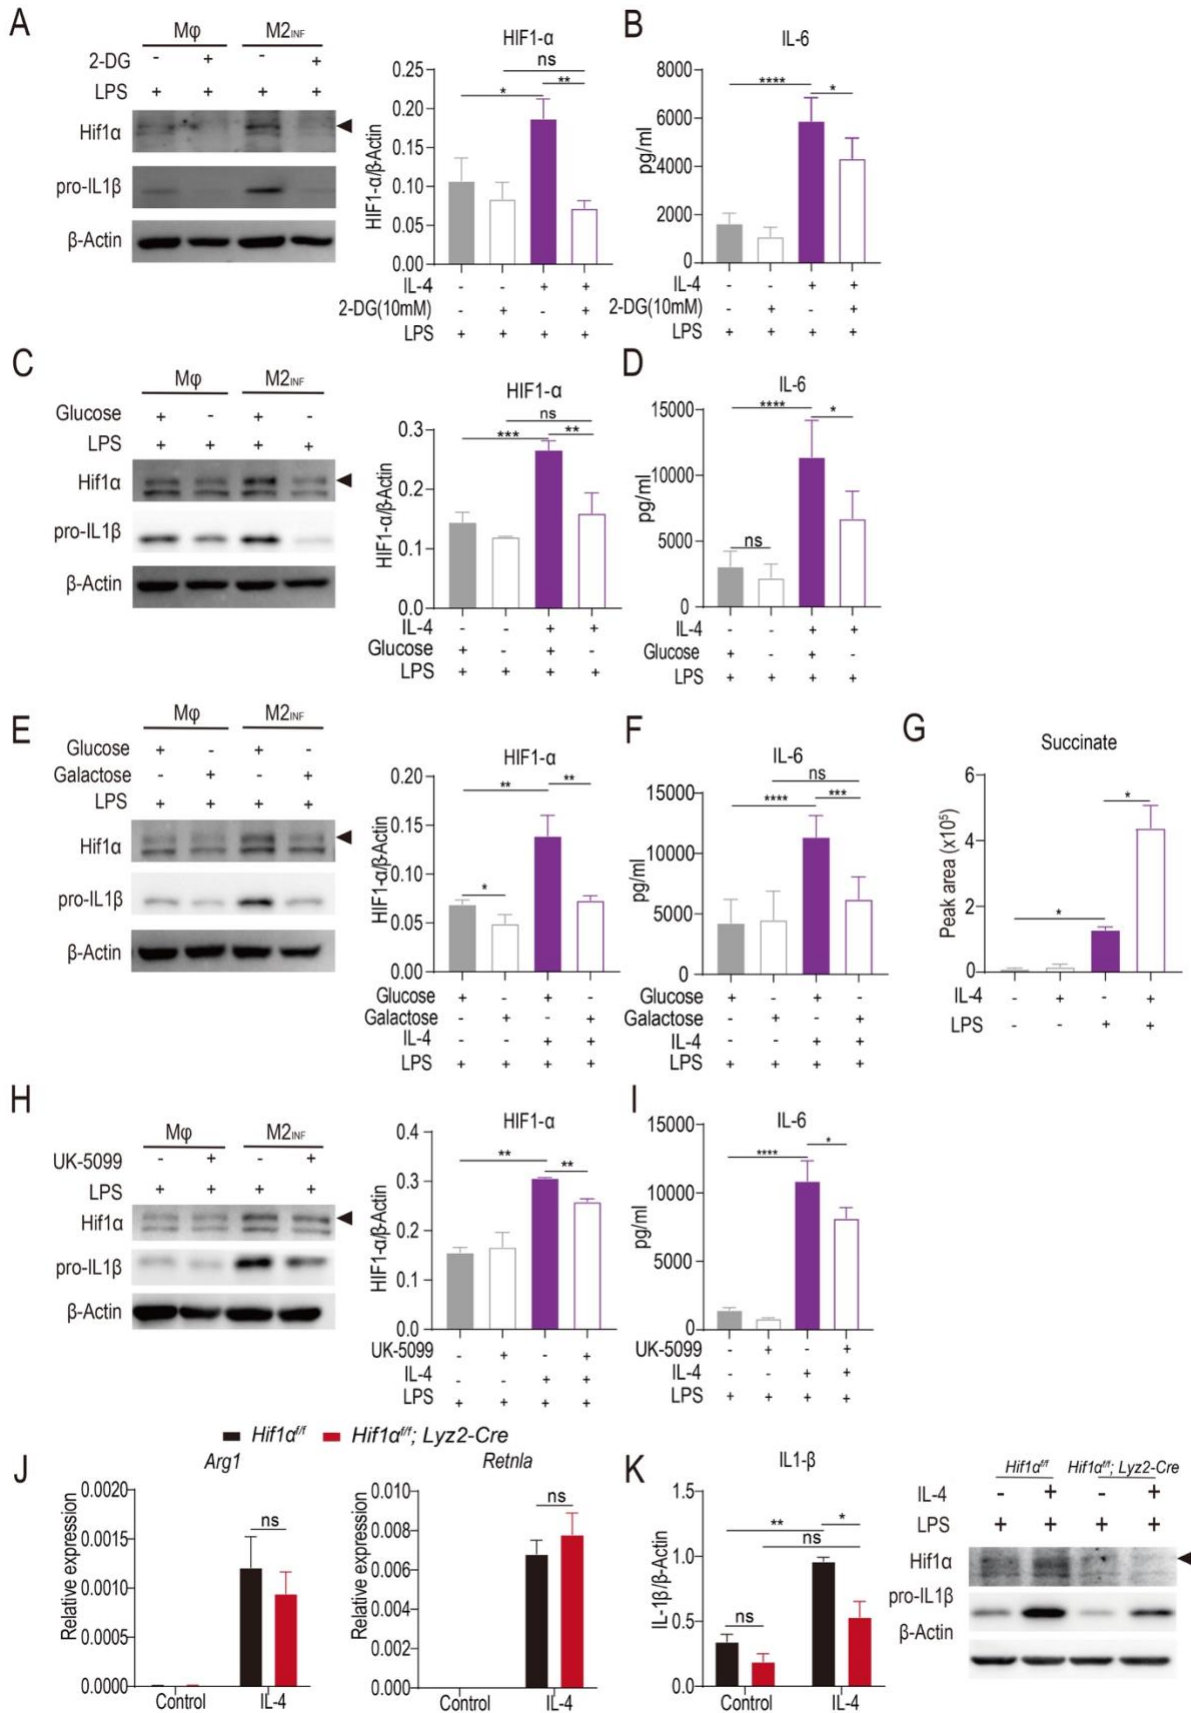 A
Mφ M2INF
2-DG - + - +
LPS + + + +
Hif1α
pro-IL1β
β-Actin
HIF1-α
HIF1-α/β-Actin
0.25
0.20
0.15
0.10
0.05
0.00
ns
* **
IL-4 - - + +
2-DG(10mM) - + - +
LPS + + + +
B
IL-6
pg/ml
8000
6000
4000
2000
0
**** *
IL-4 - - + +
2-DG(10mM) - + - +
LPS + + + +
C
Mφ M2INF
Glucose + - + -
LPS + + + +
Hif1α
pro-IL1β
β-Actin
HIF1-α
HIF1-α/β-Actin
0.3
0.2
0.1
0.0
ns
*** **
IL-4 - - + +
Glucose + - + -
LPS + + + +
D
IL-6
pg/ml
15000
10000
5000
0
**** *
ns
IL-4 - - + +
Glucose + - + -
LPS + + + +
E
Mφ M2INF
Glucose + - + -
Galactose - + - +
LPS + + + +
Hif1α
pro-IL1β
β-Actin
HIF1-α
HIF1-α/β-Actin
0.20
0.15
0.10
0.05
0.00
** **
*
Glucose + - + -
Galactose - + - +
IL-4 - - + +
LPS + + + +
F
IL-6
pg/ml
15000
10000
5000
0
ns
**** ***
Glucose + - + -
Galactose - + - +
IL-4 - - + +
LPS + + + +
G
Succinate
Peak area (x10⁵)
6
4
2
0
*
*
IL-4 - + - +
LPS - - + +
H
Mφ M2INF
UK-5099 - + - +
LPS + + + +
Hif1α
pro-IL1β
β-Actin
HIF1-α
HIF1-α/β-Actin
0.4
0.3
0.2
0.1
0.0
** **
UK-5099 - + - +
IL-4 - - + +
LPS + + + +
I
IL-6
pg/ml
15000
10000
5000
0
**** *
UK-5099 - + - +
IL-4 - - + +
LPS + + + +
Hif1αf/f Hif1αf/f; Lyz2-Cre
J
Arg1
Relative expression
0.0020
0.0015
0.0010
0.0005
0.0000
ns
Control IL-4
Retnla
Relative expression
0.010
0.008
0.006
0.004
0.002
0.000
ns
Control IL-4
K
IL1-β
IL-1β/β-Actin
1.5
1.0
0.5
0.0
** *
ns
ns
Control IL-4
Hif1αf/f Hif1αf/f; Lyz2-Cre
IL-4 - + - +
LPS + + + +
Hif1α
pro-IL1β
β-Actin